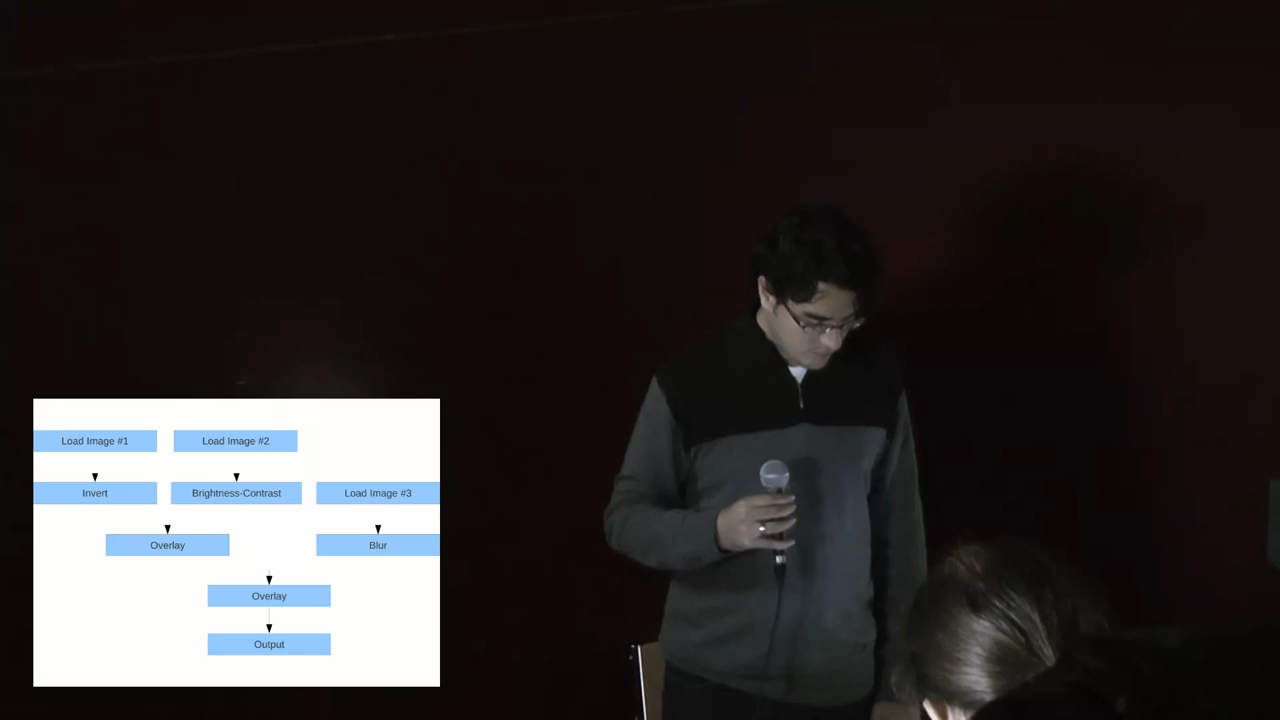 Load Image #1
Load Image #2
Invert
Brightness-Contrast
Load Image #3
Overlay
Blur
Overlay
Output